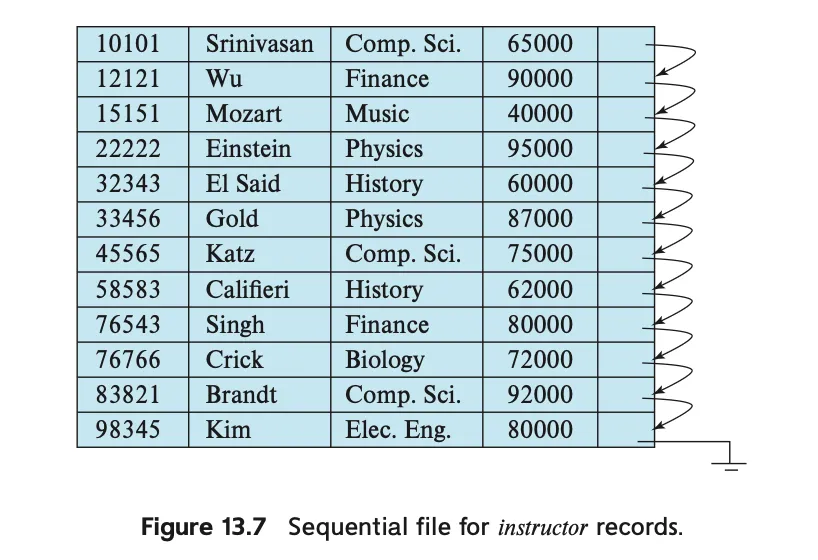 10101 Srinivasan Comp. Sci. 65000
12121 Wu Finance 90000
15151 Mozart Music 40000
22222 Einstein Physics 95000
32343 El Said History 60000
33456 Gold Physics 87000
45565 Katz Comp. Sci. 75000
58583 Califieri History 62000
76543 Singh Finance 80000
76766 Crick Biology 72000
83821 Brandt Comp. Sci. 92000
98345 Kim Elec. Eng. 80000
Figure 13.7 Sequential file for instructor records.